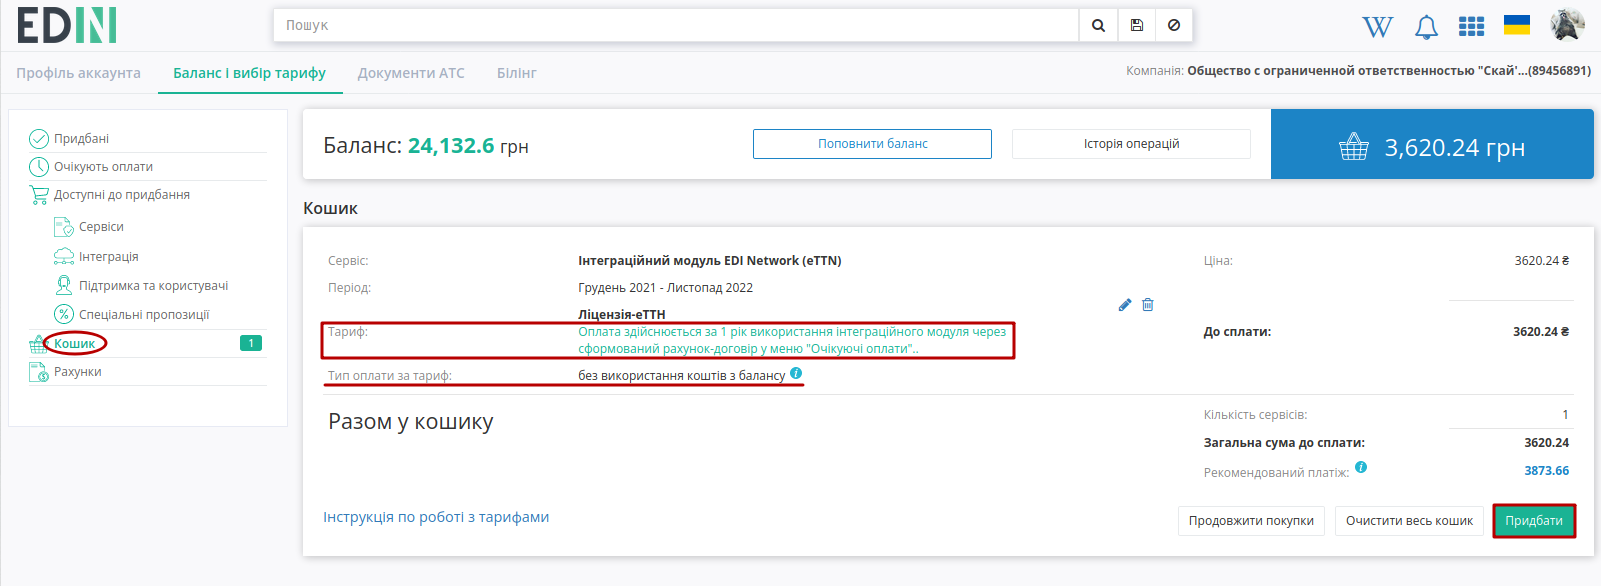 EDIN
Пошук
Профіль аккаунта
Баланс і вибір тарифу
Документи АТС
Білінг
Компанія: Общество с ограниченной ответственностью "Скай'...(89456891)
Придбані
Очікують оплати
Доступні до придбання
Сервіси
Інтеграція
Підтримка та користувачі
Спеціальні пропозиції
Кошик
1
Рахунки
Баланс: 24,132.6 грн
Поповнити баланс
Історія операцій
3,620.24 грн
Кошик
Сервіс:
Інтеграційний модуль EDI Network (еТТN)
Ціна:
3620.24 ₴
Період:
Грудень 2021 - Листопад 2022
Ліцензія-еТТН
Тариф:
Оплата здійснюється за 1 рік використання інтеграційного модуля через
сформований рахунок-договір у меню "Очікуючі оплати"..
До сплати:
3620.24 ₴
Тип оплати за тариф:
без використання коштів з балансу i
Разом у кошику
Кількість сервісів:
1
Загальна сума до сплати:
3620.24
Рекомендований платіж: i
3873.66
Інструкція по роботі з тарифами
Продовжити покупки
Очистити весь кошик
Придбати